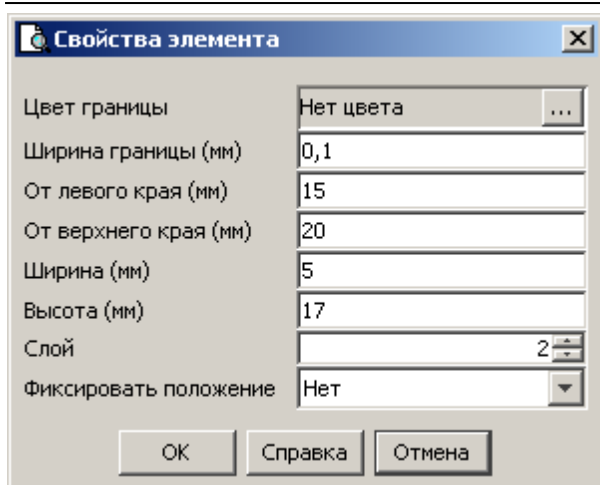 Свойства элемента
Цвет границы Нет цвета ...
Ширина границы (мм) 0,1
От левого края (мм) 15
От верхнего края (мм) 20
Ширина (мм) 5
Высота (мм) 17
Слой 2
Фиксировать положение Нет
ОК Справка Отмена